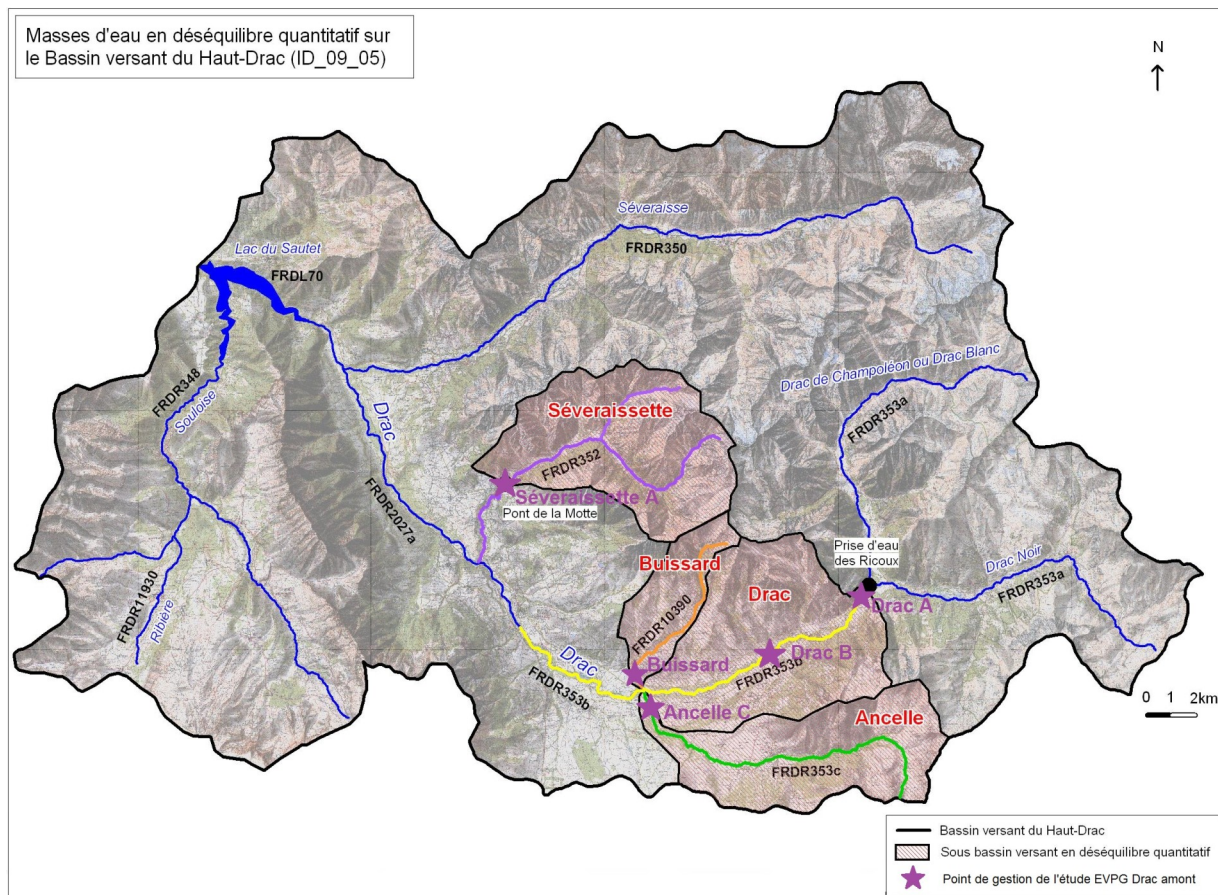 Masses d'eau en déséquilibre quantitatif sur
le Bassin versant du Haut-Drac (ID_09_05)
N
Séveraisse
FRDR350
Lac du Sautet
FRDL70
FRDR348
Souloise
Drac
FRDR2027a
Drac de Champoléon ou Drac Blanc
FRDR353a
Séveraissette
FRDR352
Séveraissette A
Pont de la Motte
Prise d'eau
des Ricoux
Drac Noir
FRDR353a
Drac A
Buissard
FRDR10390
Drac
FRDR11930
Ribière
Drac B
FRDR353b
Drac
FRDR353b
Buissard
Ancelle C
Ancelle
FRDR353c
0 1 2km
Bassin versant du Haut-Drac
Sous bassin versant en déséquilibre quantitatif
Point de gestion de l'étude EVPG Drac amont